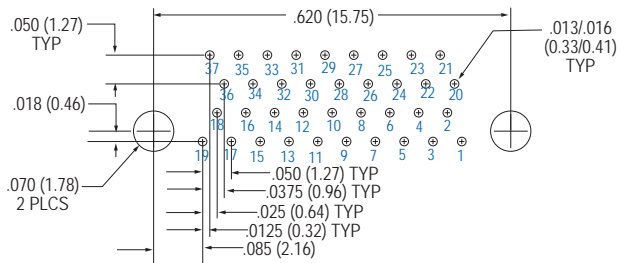 .620 (15.75)
.050 (1.27)
TYP
.013/.016
(0.33/0.41)
TYP
37 35 33 31 29 27 25 23 21
36 34 32 30 28 26 24 22 20
.018 (0.46)
18 16 14 12 10 8 6 4 2
19 17 15 13 11 9 7 5 3 1
.070 (1.78)
2 PLCS
.050 (1.27) TYP
.0375 (0.96) TYP
.025 (0.64) TYP
.0125 (0.32) TYP
.085 (2.16)